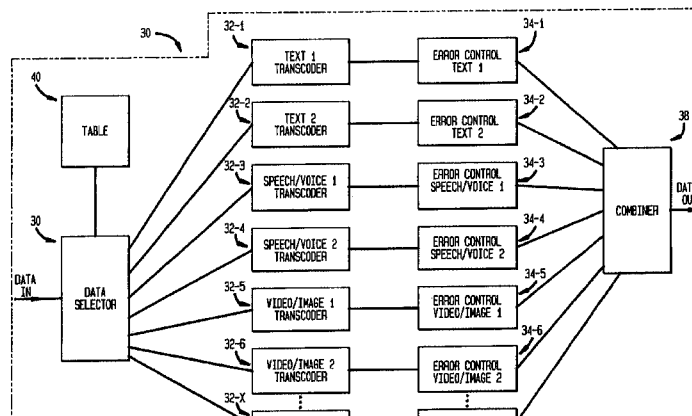 30
32-1
34-1
TEXT 1
TRANSCODER
ERROR CONTROL
TEXT 1
40
TABLE
32-2
34-2
TEXT 2
TRANSCODER
ERROR CONTROL
TEXT 2
38
32-3
34-3
SPEECH/VOICE 1
TRANSCODER
ERROR CONTROL
SPEECH/VOICE 1
COMBINER
DATA
OU
30
32-4
34-4
SPEECH/VOICE 2
TRANSCODER
ERROR CONTROL
SPEECH/VOICE 2
DATA
IN
DATA
SELECTOR
32-5
34-5
VIDEO/IMAGE 1
TRANSCODER
ERROR CONTROL
VIDEO/IMAGE 1
32-6
34-6
VIDEO/IMAGE 2
TRANSCODER
ERROR CONTROL
VIDEO/IMAGE 2
32-X